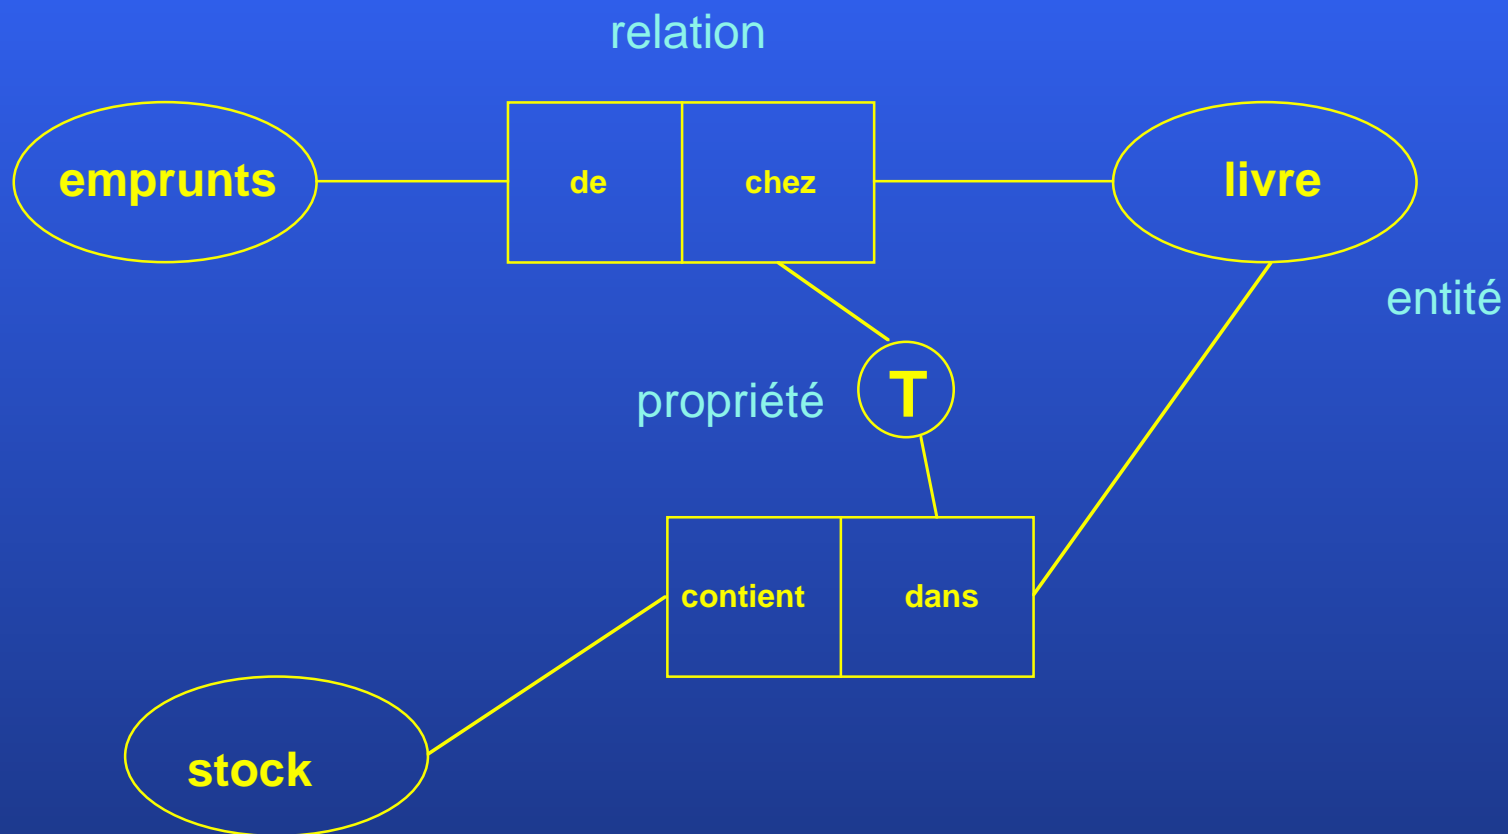 relation
emprunts
de
chez
livre
entité
propriété
T
contient
dans
stock